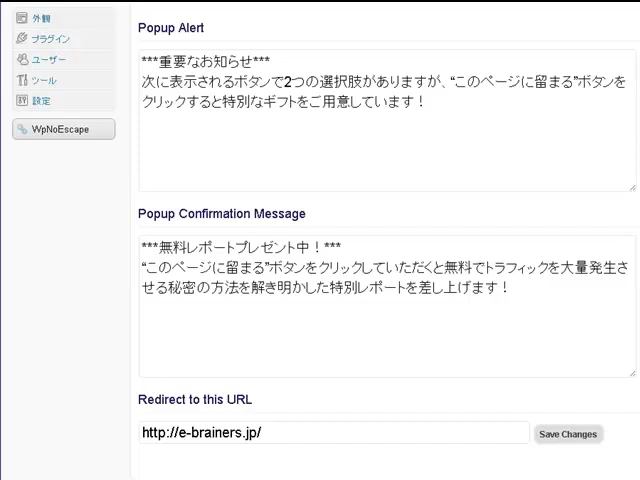 外観
プラグイン
ユーザー
ツール
設定
WpNoEscape
Popup Alert
***重要なお知らせ***
次に表示されるボタンで2つの選択肢がありますが、“このページに留まる”ボタンを
クリックすると特別なギフトをご用意しています！
Popup Confirmation Message
***無料レポートプレゼント中！***
“このページに留まる”ボタンをクリックしていただくと無料でトラフィックを大量発生さ
せる秘密の方法を解き明かした特別レポートを差し上げます！
Redirect to this URL
http://e-brainers.jp/
Save Changes